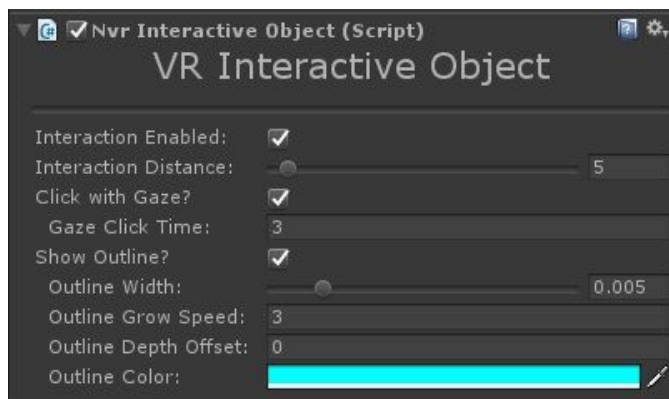 Nvr Interactive Object (Script)
VR Interactive Object
Interaction Enabled:
Interaction Distance: 5
Click with Gaze?
Gaze Click Time: 3
Show Outline?
Outline Width: 0.005
Outline Grow Speed: 3
Outline Depth Offset: 0
Outline Color: